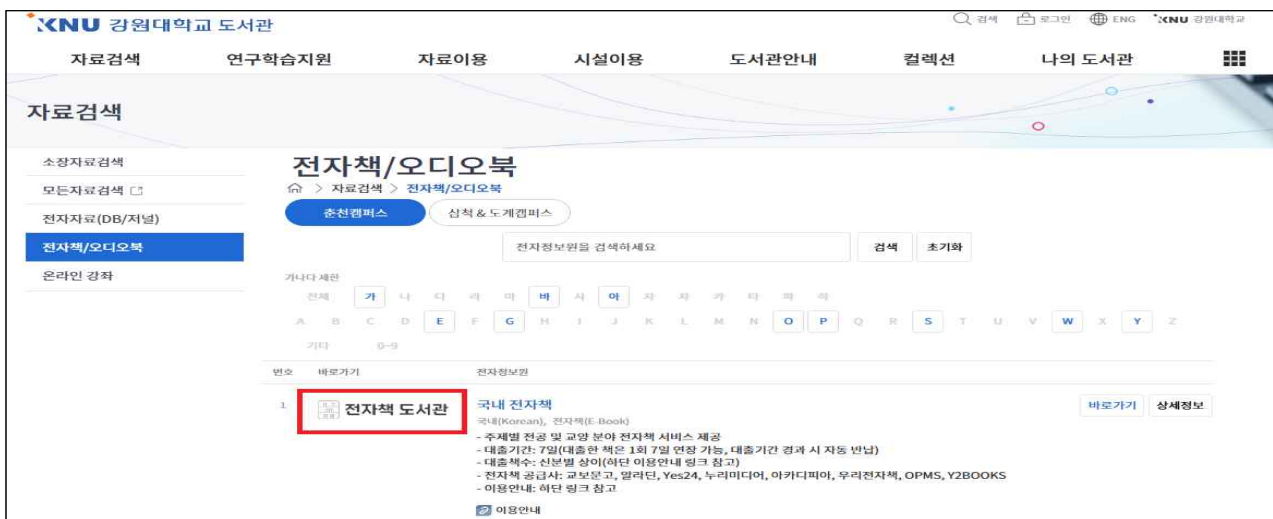 KNU 강원대학교 도서관
검색 로그인 ENG KNU 강원대학교
자료검색 연구학습지원 자료이용 시설이용 도서관안내 컬렉션 나의 도서관
자료검색
소장자료검색
모든자료검색
전자자료(DB/저널)
전자책/오디오북
온라인 강좌
전자책/오디오북
자료검색 > 전자책/오디오북
춘천캠퍼스 삼척 & 도계캠퍼스
전자정보원을 검색하세요 검색 초기화
가나다 제한
전체 가 나 다 라 마 바 사 아 자 차 카 타 파 하
A B C D E F G H I J K L M N O P Q R S T U V W X Y Z
기타 0~9
번호 바로가기 전자정보원
1 전자책 도서관 국내 전자책 바로가기 상세정보
국내(Korean), 전자책(E-Book)
- 주제별 전공 및 교양 분야 전자책 서비스 제공
- 대출기간: 7일(대출한 책은 1회 7일 연장 가능, 대출기간 경과 시 자동 반납)
- 대출책수: 신분별 상이(하단 이용안내 링크 참고)
- 전자책 공급사: 교보문고, 알라딘, Yes24, 누리미디어, 아카디피아, 우리전자책, OPMS, Y2BOOKS
- 이용안내: 하단 링크 참고
이용안내